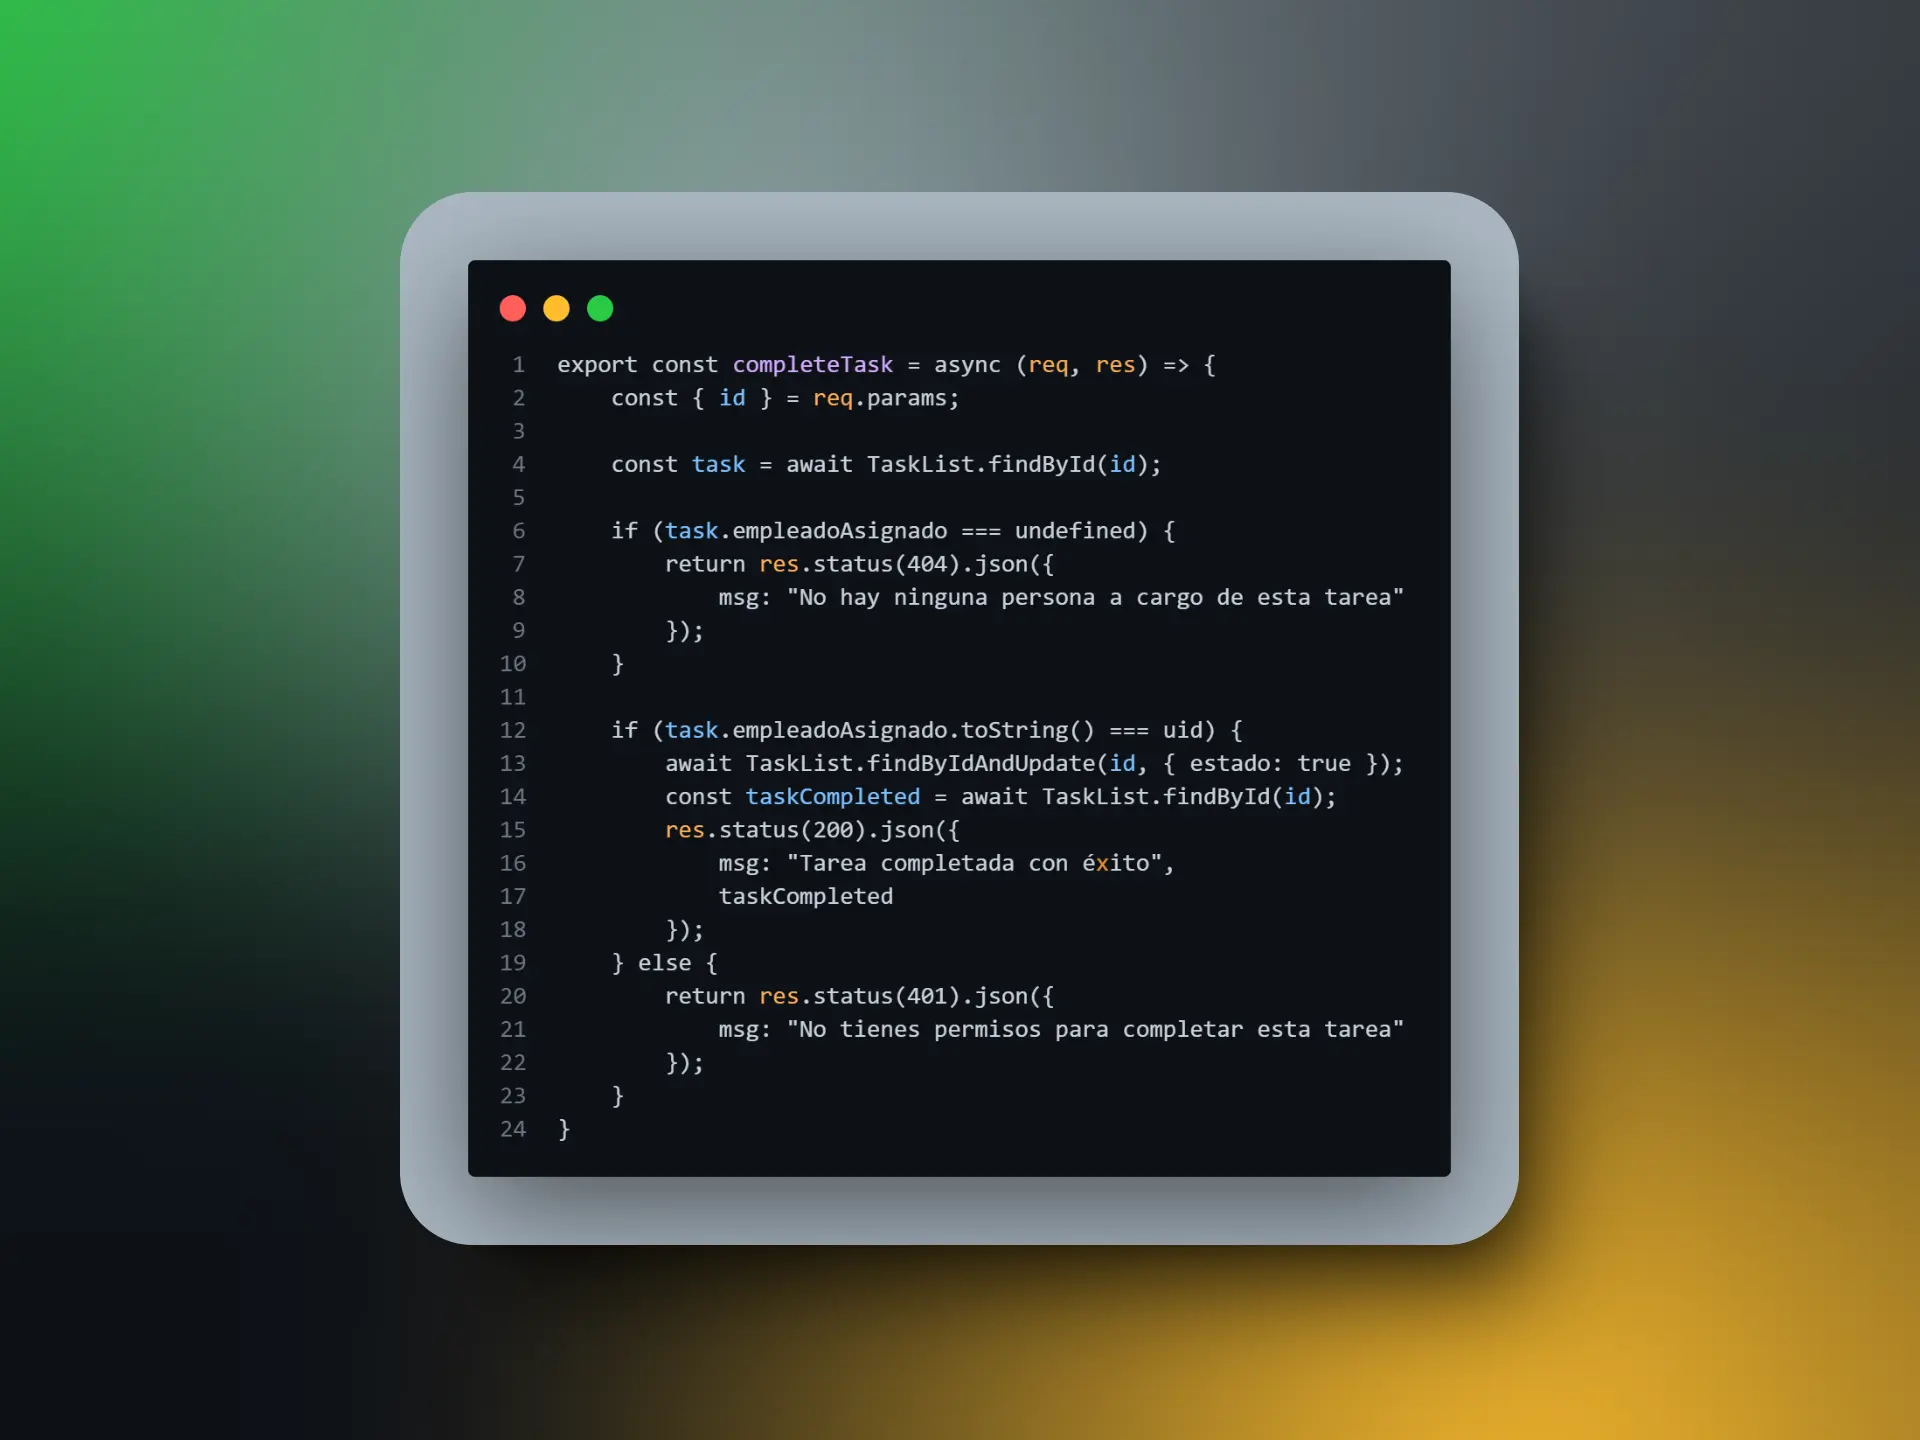 1 export const completeTask = async (req, res) => {
2 const { id } = req.params;
3
4 const task = await TaskList.findById(id);
5
6 if (task.empleadoAsignado === undefined) {
7 return res.status(404).json({
8 msg: "No hay ninguna persona a cargo de esta tarea"
9 });
10 }
11
12 if (task.empleadoAsignado.toString() === uid) {
13 await TaskList.findByIdAndUpdate(id, { estado: true });
14 const taskCompleted = await TaskList.findById(id);
15 res.status(200).json({
16 msg: "Tarea completada con éxito",
17 taskCompleted
18 });
19 } else {
20 return res.status(401).json({
21 msg: "No tienes permisos para completar esta tarea"
22 });
23 }
24 }